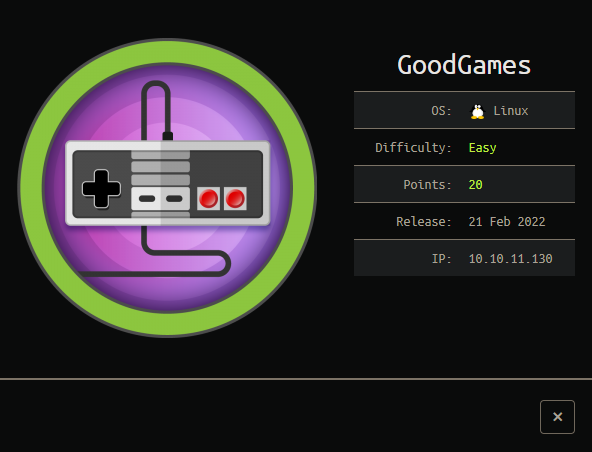 GoodGames
OS: Linux
Difficulty: Easy
Points: 20
Release: 21 Feb 2022
IP: 10.10.11.130